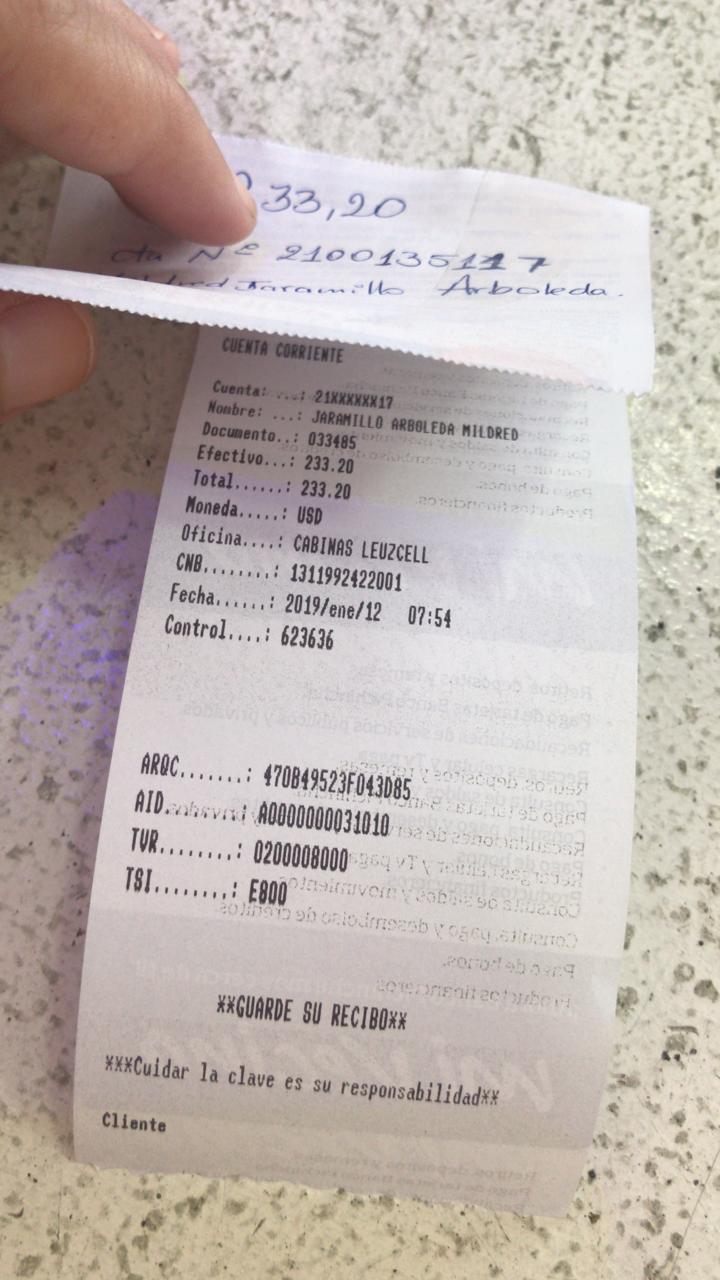 33,20
cta Nº 2100135117
Jaramillo Arboleda.
CUENTA CORRIENTE
Cuenta: ...: 21XXXXXX17
Nombre: ...: JARAMILLO ARBOLEDA MILDRED
Documento..: 033485
Efectivo...: 233.20
Total......: 233.20
Moneda.....: USD
Oficina....: CABINAS LEUZCELL
CNB........: 1311992422001
Fecha......: 2019/ene/12 07:54
Control....: 623636
ARQC.......: 470B49523F043D85
AID........: A0000000031010
TVR........: 0200008000
TSI........: E800
**GUARDE SU RECIBO**
***Cuidar la clave es su responsabilidad**
Cliente